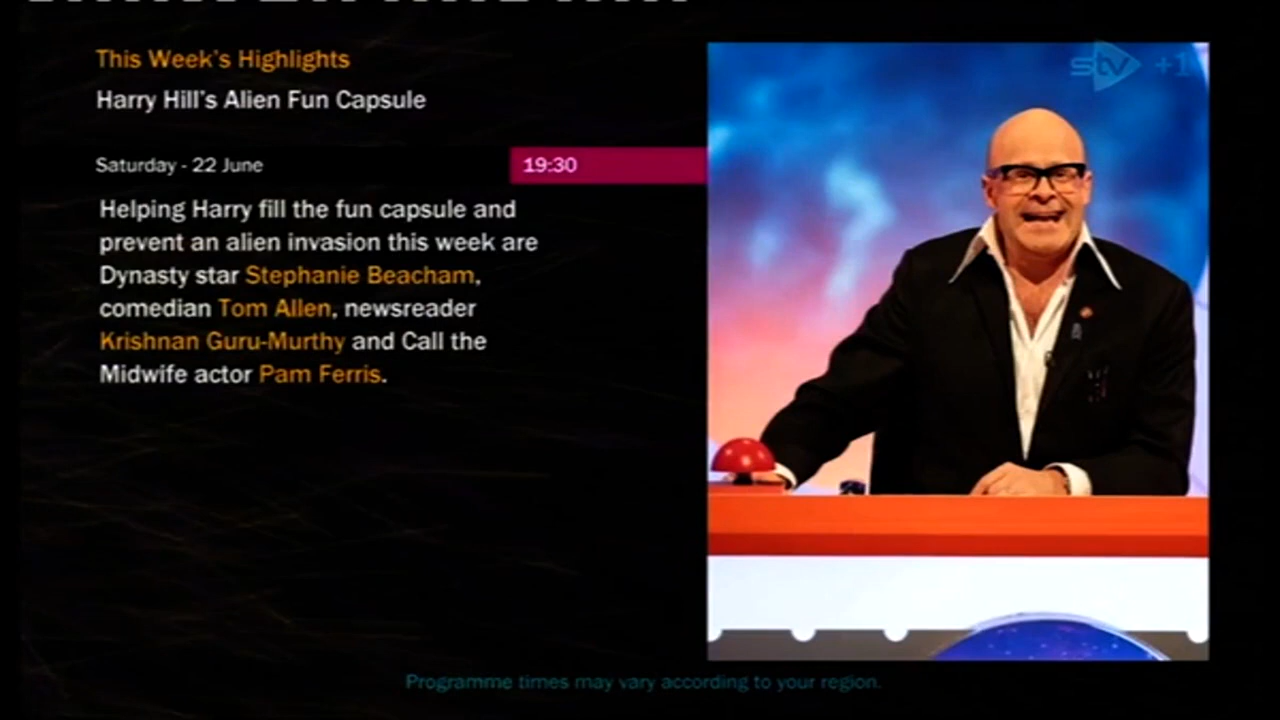 This Week's Highlights
Harry Hill's Alien Fun Capsule
Saturday - 22 June
19:30
Helping Harry fill the fun capsule and
prevent an alien invasion this week are
Dynasty star Stephanie Beacham,
comedian Tom Allen, newsreader
Krishnan Guru-Murthy and Call the
Midwife actor Pam Ferris.
stv +1
Programme times may vary according to your region.